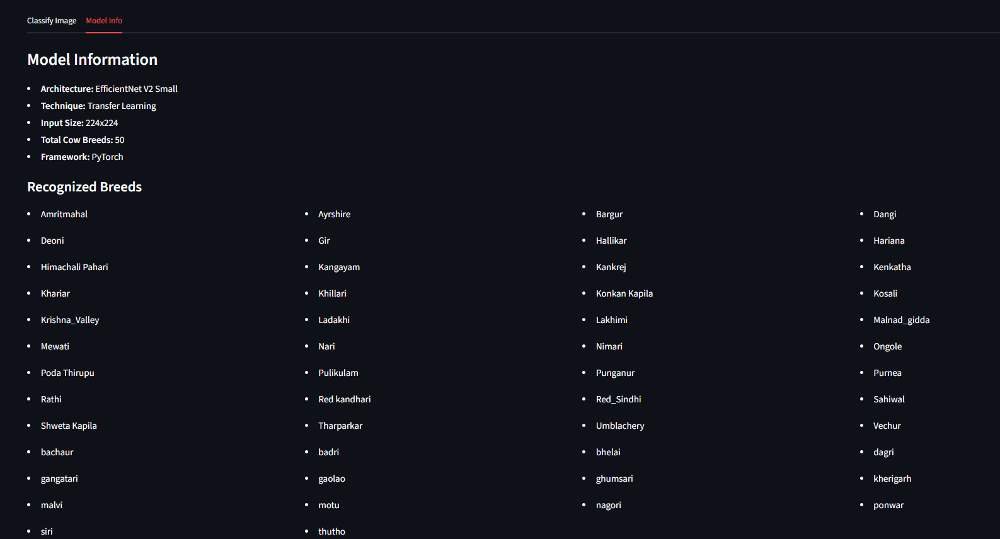 Classify Image Model Info
Model Information
• Architecture: EfficientNet V2 Small
• Technique: Transfer Learning
• Input Size: 224x224
• Total Cow Breeds: 50
• Framework: PyTorch
Recognized Breeds
• Amritmahal • Ayrshire • Bargur • Dangi
• Deoni • Gir • Hallikar • Hariana
• Himachali Pahari • Kangayam • Kankrej • Kenkatha
• Khariar • Khillari • Konkan Kapila • Kosali
• Krishna_Valley • Ladakhi • Lakhimi • Malnad_gidda
• Mewati • Nari • Nimari • Ongole
• Poda Thirupu • Pulikulam • Punganur • Purnea
• Rathi • Red kandhari • Red_Sindhi • Sahiwal
• Shweta Kapila • Tharparkar • Umblachery • Vechur
• bachaur • badri • bhelai • dagri
• gangatari • gaolao • ghumsari • kherigarh
• malvi • motu • nagori • ponwar
• siri • thutho